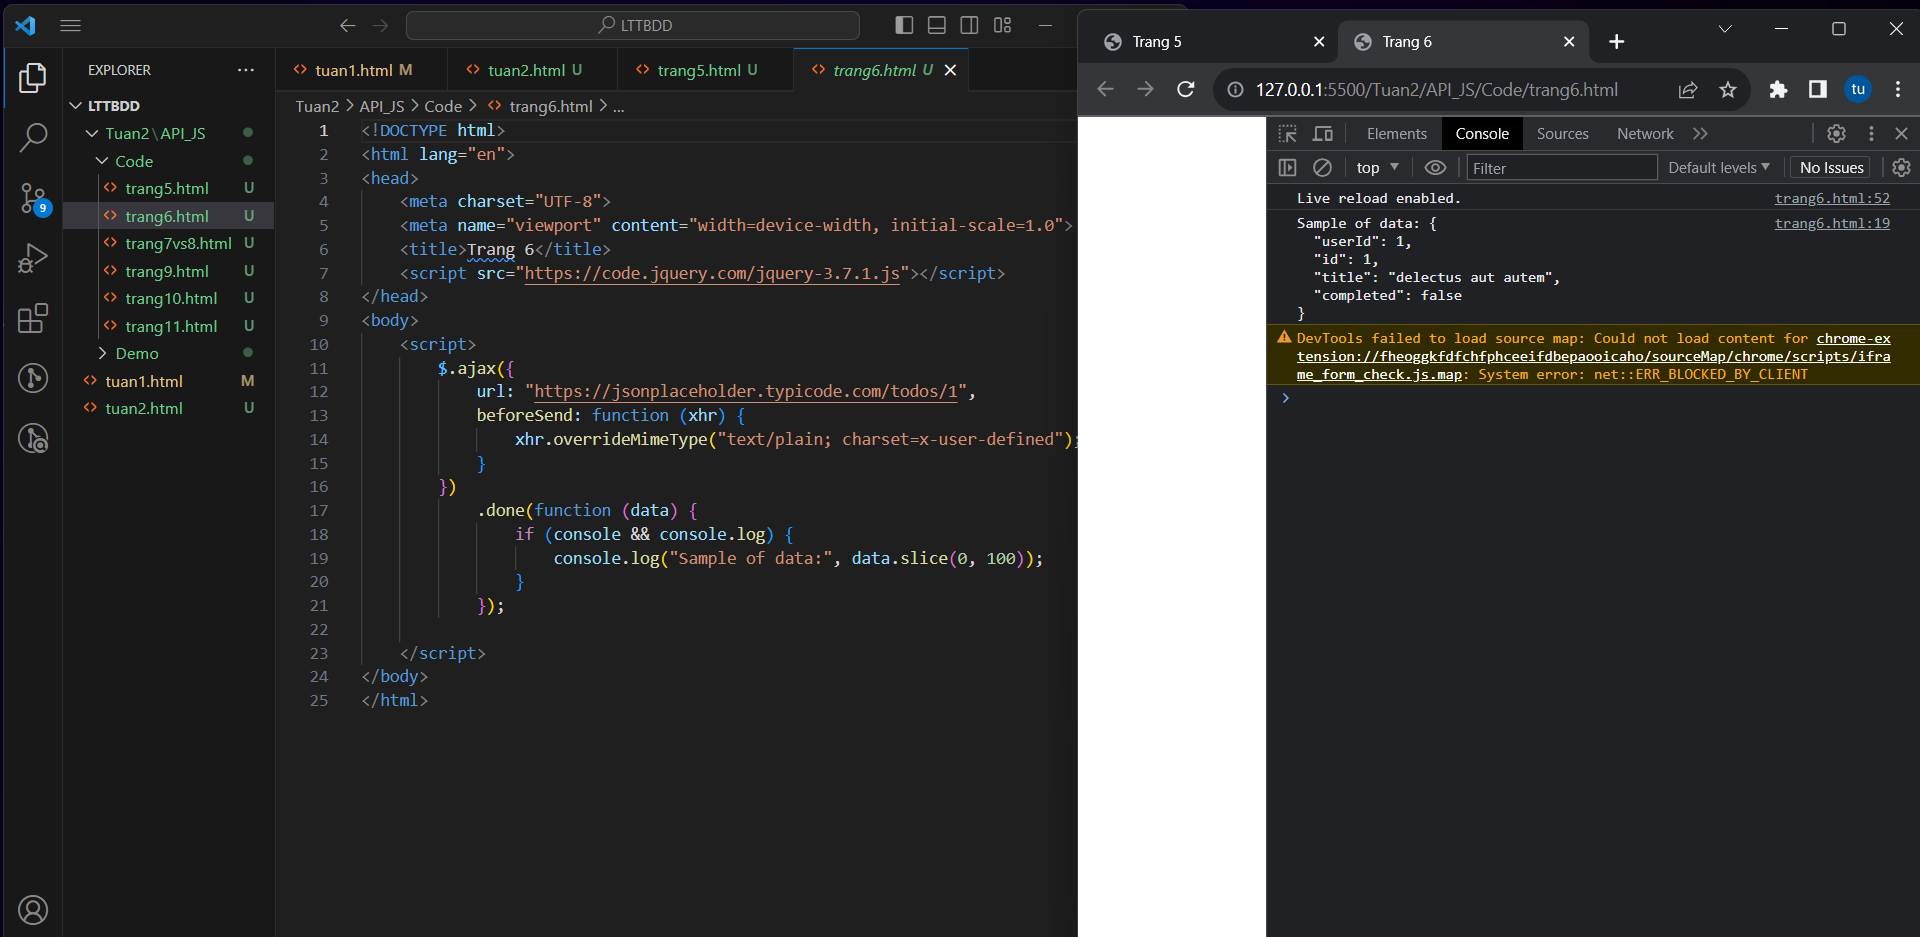 LTTBDD
EXPLORER
LTTBDD
Tuan2\API_JS
Code
trang5.html U
trang6.html U
trang7vs8.html U
trang9.html U
trang10.html U
trang11.html U
Demo
tuan1.html M
tuan2.html U
9
tuan1.html M
tuan2.html U
trang5.html U
trang6.html U
Tuan2 > API_JS > Code > <> trang6.html > ...
1 <!DOCTYPE html>
2 <html lang="en">
3 <head>
4 <meta charset="UTF-8">
5 <meta name="viewport" content="width=device-width, initial-scale=1.0">
6 <title>Trang 6</title>
7 <script src="https://code.jquery.com/jquery-3.7.1.js"></script>
8 </head>
9 <body>
10 <script>
11 $.ajax({
12 url: "https://jsonplaceholder.typicode.com/todos/1",
13 beforeSend: function (xhr) {
14 xhr.overrideMimeType("text/plain; charset=x-user-defined");
15 }
16 })
17 .done(function (data) {
18 if (console && console.log) {
19 console.log("Sample of data:", data.slice(0, 100));
20 }
21 });
22
23 </script>
24 </body>
25 </html>
Trang 5
Trang 6
127.0.0.1:5500/Tuan2/API_JS/Code/trang6.html
tu
Elements Console Sources Network
top Filter Default levels No Issues
Live reload enabled. trang6.html:52
Sample of data: { trang6.html:19
"userId": 1,
"id": 1,
"title": "delectus aut autem",
"completed": false
}
DevTools failed to load source map: Could not load content for chrome-ex
tension://fheoggkfdfchfphceeifdbepaooicaho/sourceMap/chrome/scripts/ifra
me_form_check.js.map: System error: net::ERR_BLOCKED_BY_CLIENT